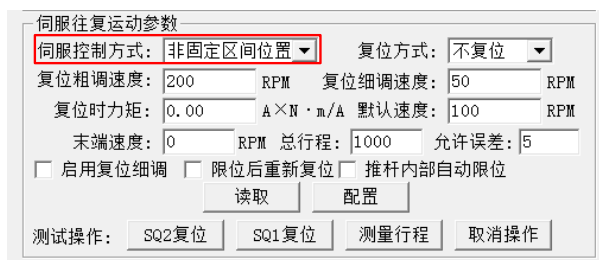 伺服往复运动参数
伺服控制方式: 非固定区间位置 复位方式: 不复位
复位粗调速度: 200 RPM 复位细调速度: 50 RPM
复位时力矩: 0.00 A×N·m/A 默认速度: 100 RPM
末端速度: 0 RPM 总行程: 1000 允许误差: 5
启用复位细调 限位后重新复位 推杆内部自动限位
读取 配置
测试操作: SQ2复位 SQ1复位 测量行程 取消操作